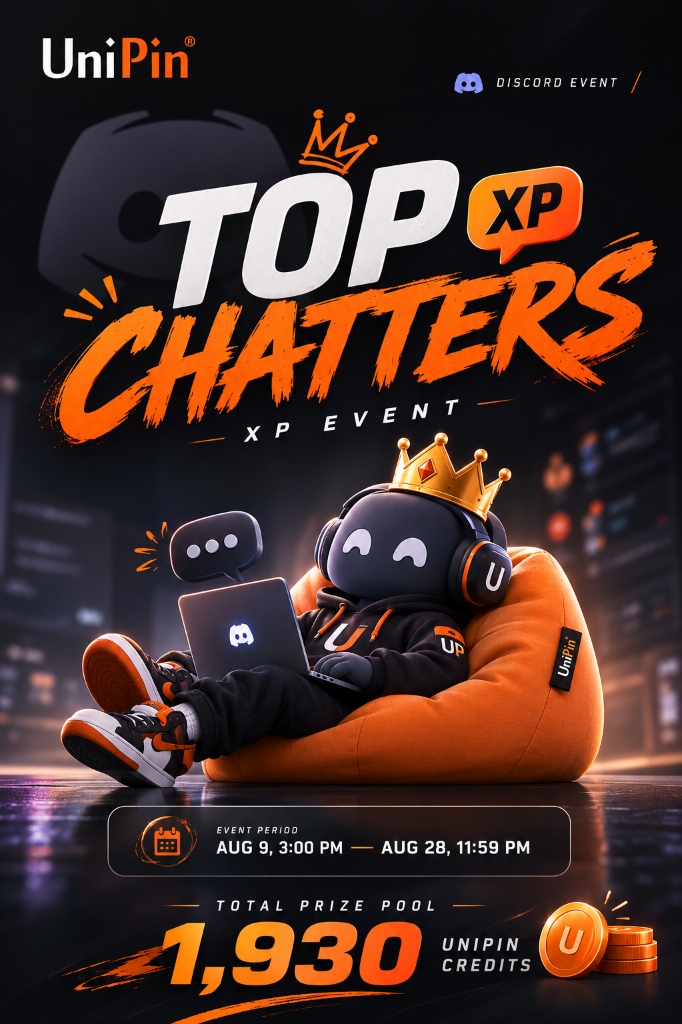 UniPin®
DISCORD EVENT /
TOP XP
CHATTERS
XP EVENT
U
U
UP
UniPin®
EVENT PERIOD
AUG 9, 3:00 PM — AUG 28, 11:59 PM
TOTAL PRIZE POOL
1,930 UNIPIN CREDITS
U